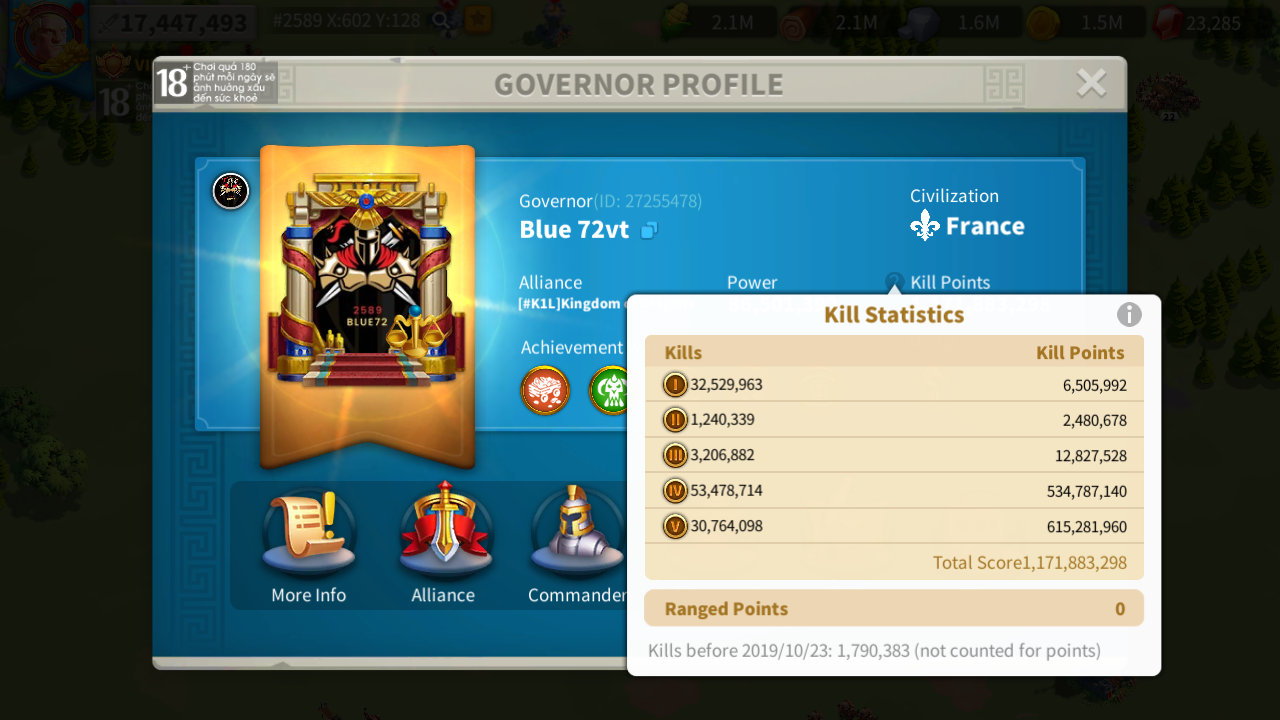 17,447,493
#2589 X:602 Y:128
2.1M
2.1M
1.6M
1.5M
23,285
18+
Chơi quá 180
phút mỗi ngày sẽ
ảnh hưởng xấu
đến sức khoẻ
GOVERNOR PROFILE
18
22
Governor(ID: 27255478)
Blue 72vt
Civilization
France
Alliance
Power
Kill Points
[#K1L]Kingdom
2589
BLUE72
Achievement
Kill Statistics
Kills
Kill Points
I 32,529,963
6,505,992
II 1,240,339
2,480,678
III 3,206,882
12,827,528
IV 53,478,714
534,787,140
V 30,764,098
615,281,960
Total Score1,171,883,298
Ranged Points
0
Kills before 2019/10/23: 1,790,383 (not counted for points)
More Info
Alliance
Commander